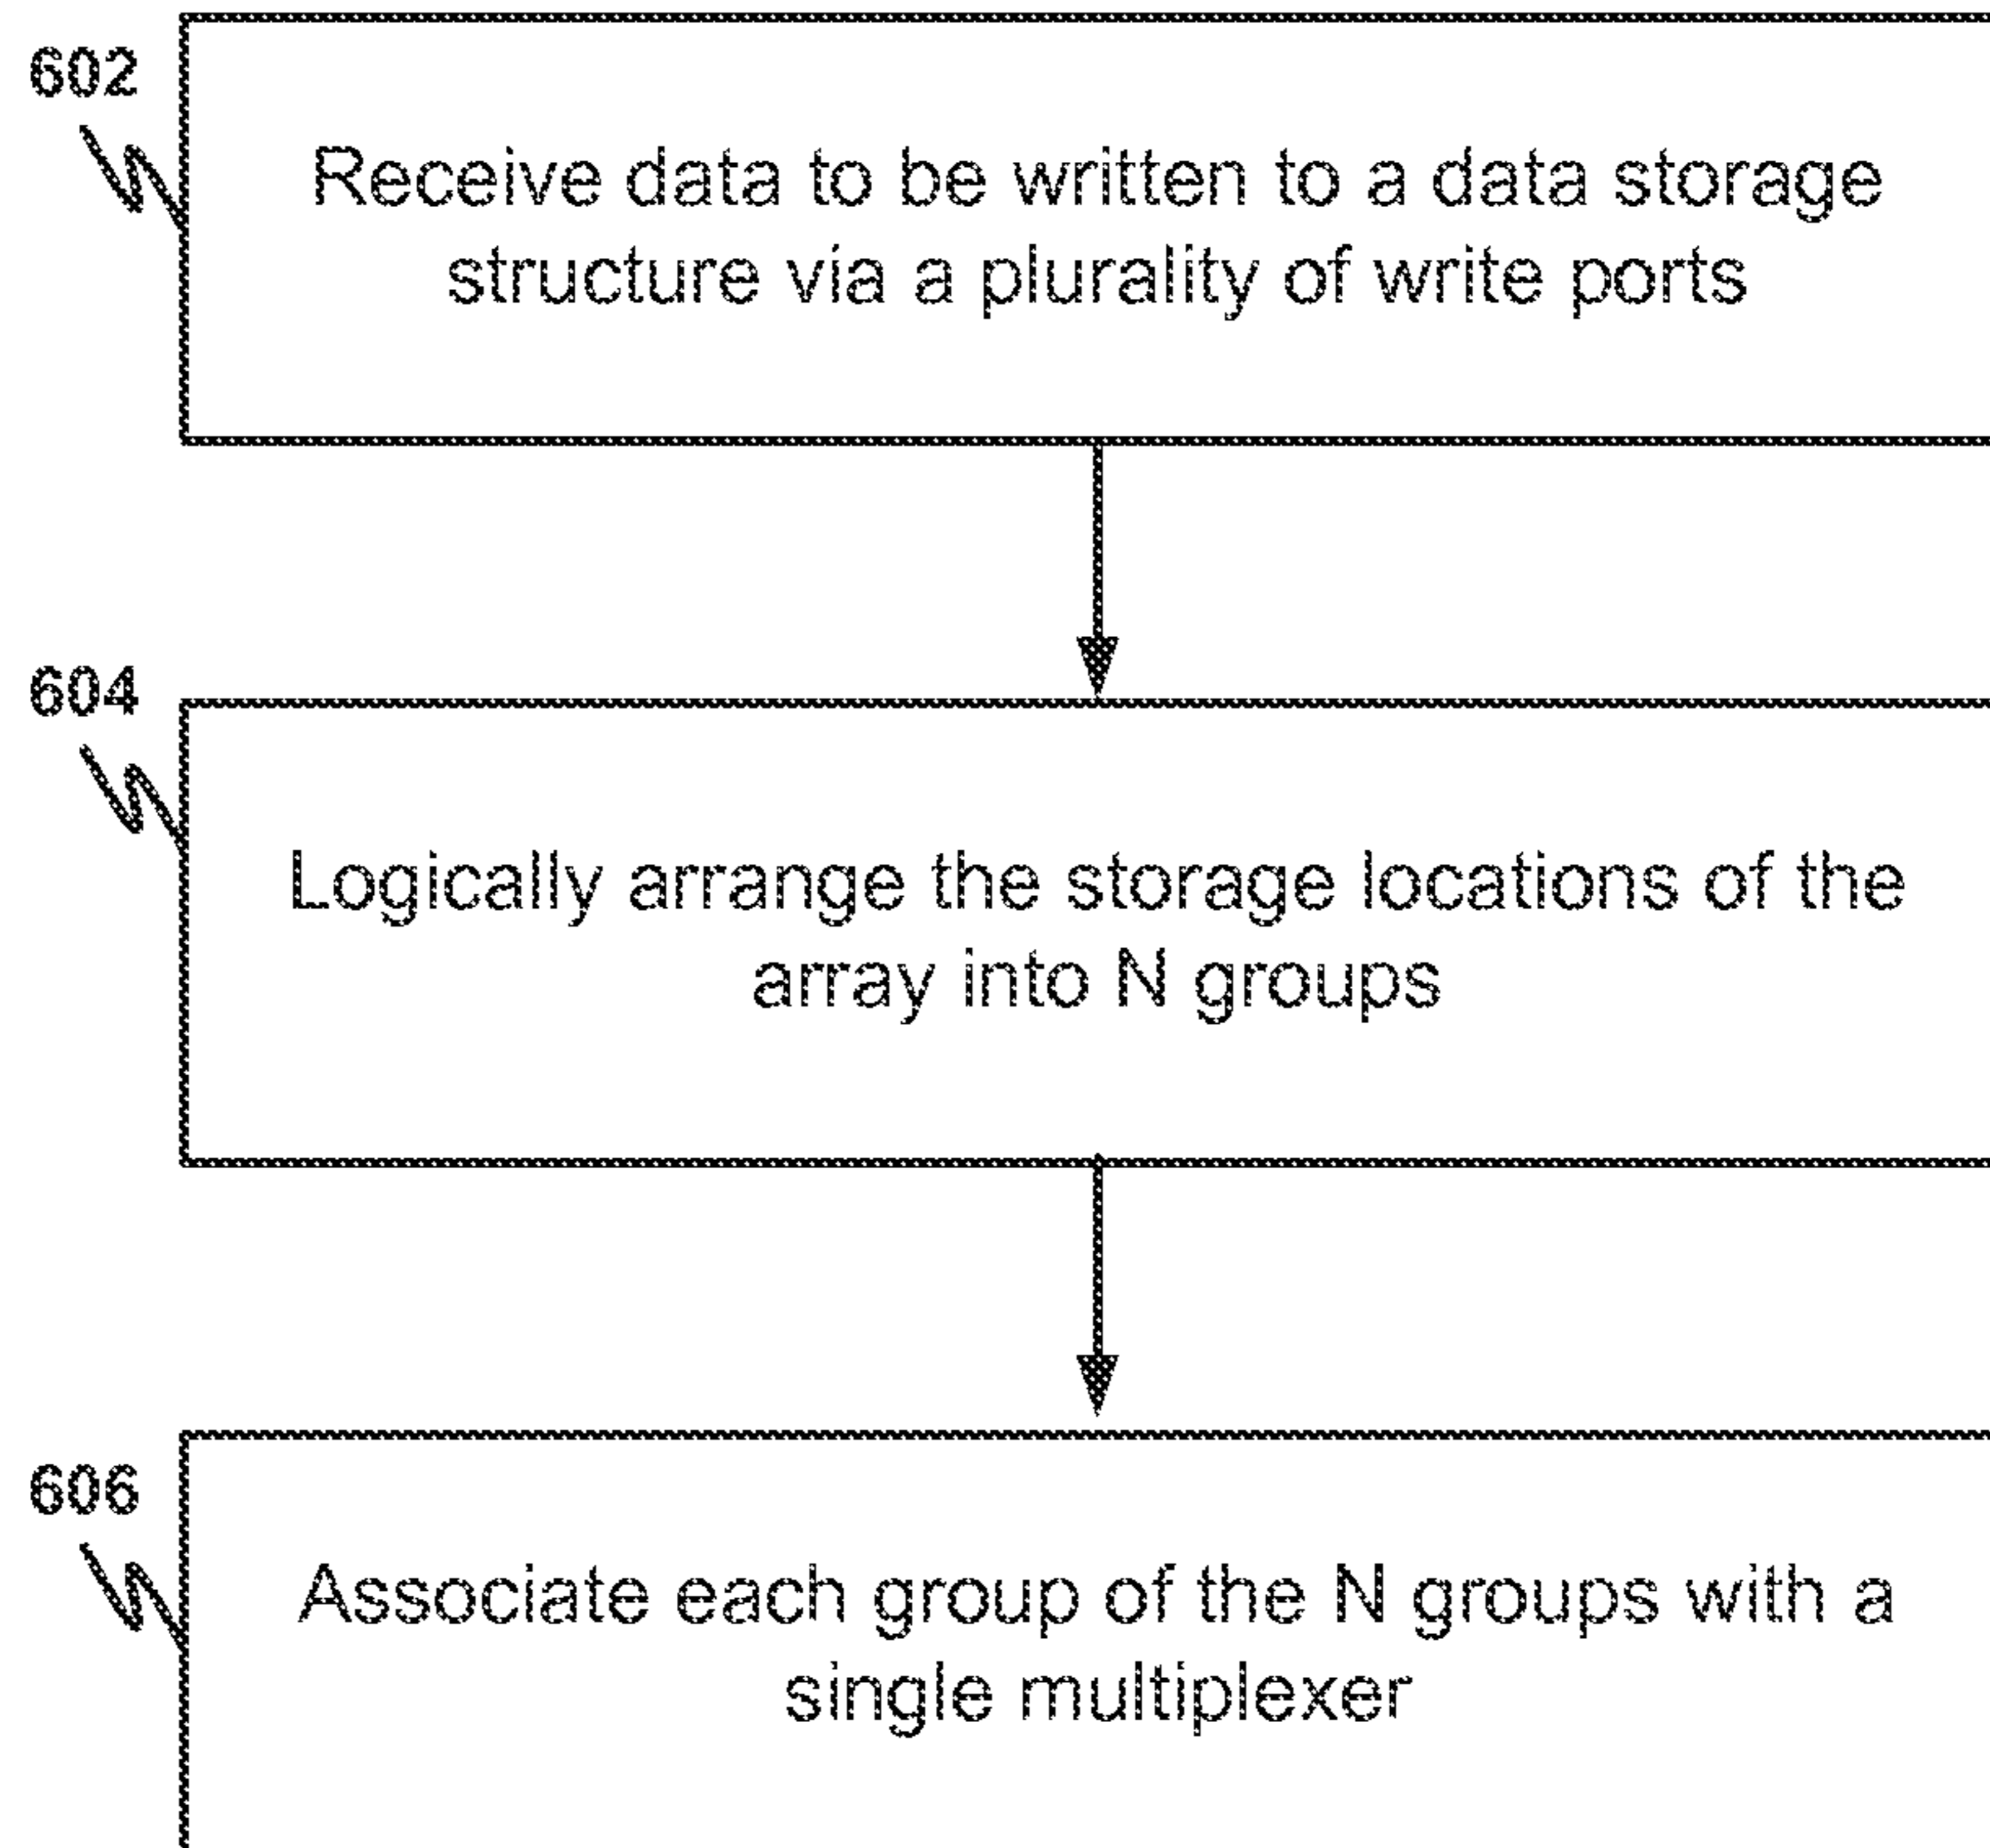 602
Receive data to be written to a data storage
structure via a plurality of write ports
604
Logically arrange the storage locations of the
array into N groups
606
Associate each group of the N groups with a
single multiplexer